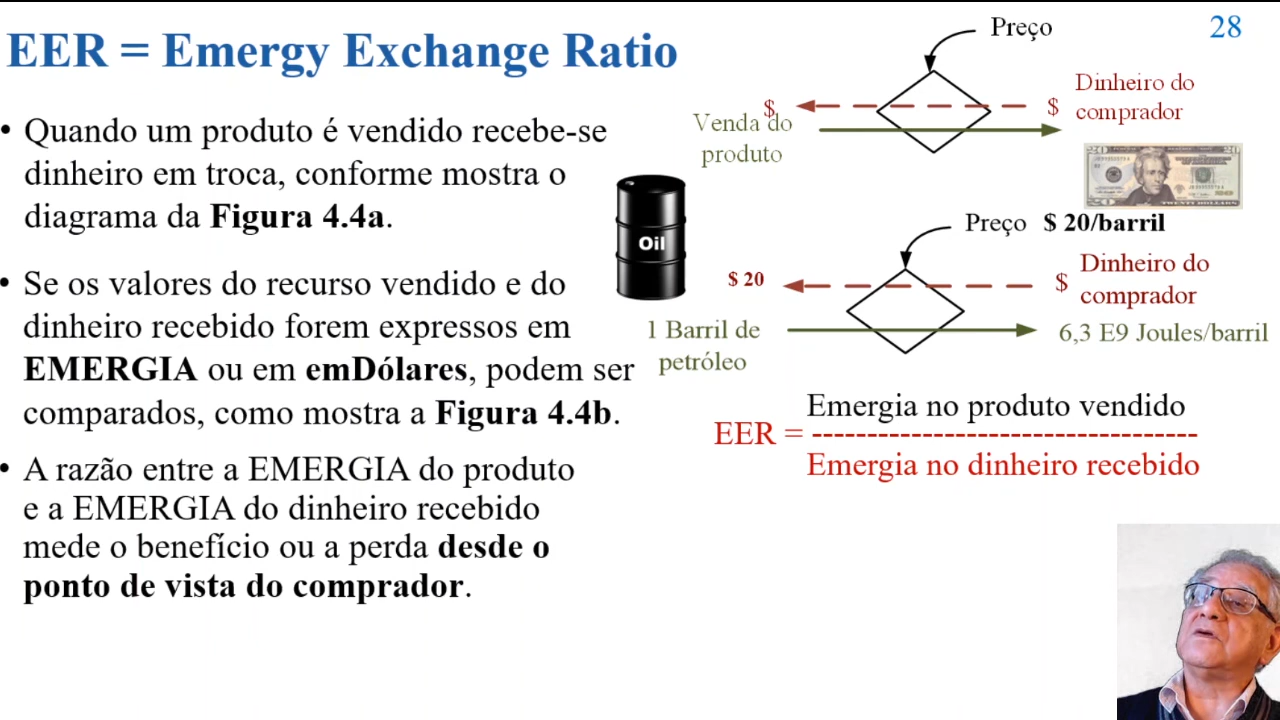 EER = Emergy Exchange Ratio
28
• Quando um produto é vendido recebe-se
dinheiro em troca, conforme mostra o
diagrama da Figura 4.4a.
• Se os valores do recurso vendido e do
dinheiro recebido forem expressos em
EMERGIA ou em emDólares, podem ser
comparados, como mostra a Figura 4.4b.
• A razão entre a EMERGIA do produto
e a EMERGIA do dinheiro recebido
mede o benefício ou a perda desde o
ponto de vista do comprador.
Preço
$
Venda do
produto
$
Dinheiro do
comprador
20
20
20
TWENTY DOLLARS
Oil
Preço $ 20/barril
$ 20
$
Dinheiro do
comprador
1 Barril de
petróleo
6,3 E9 Joules/barril
Emergia no produto vendido
EER = ----------------------------------
Emergia no dinheiro recebido